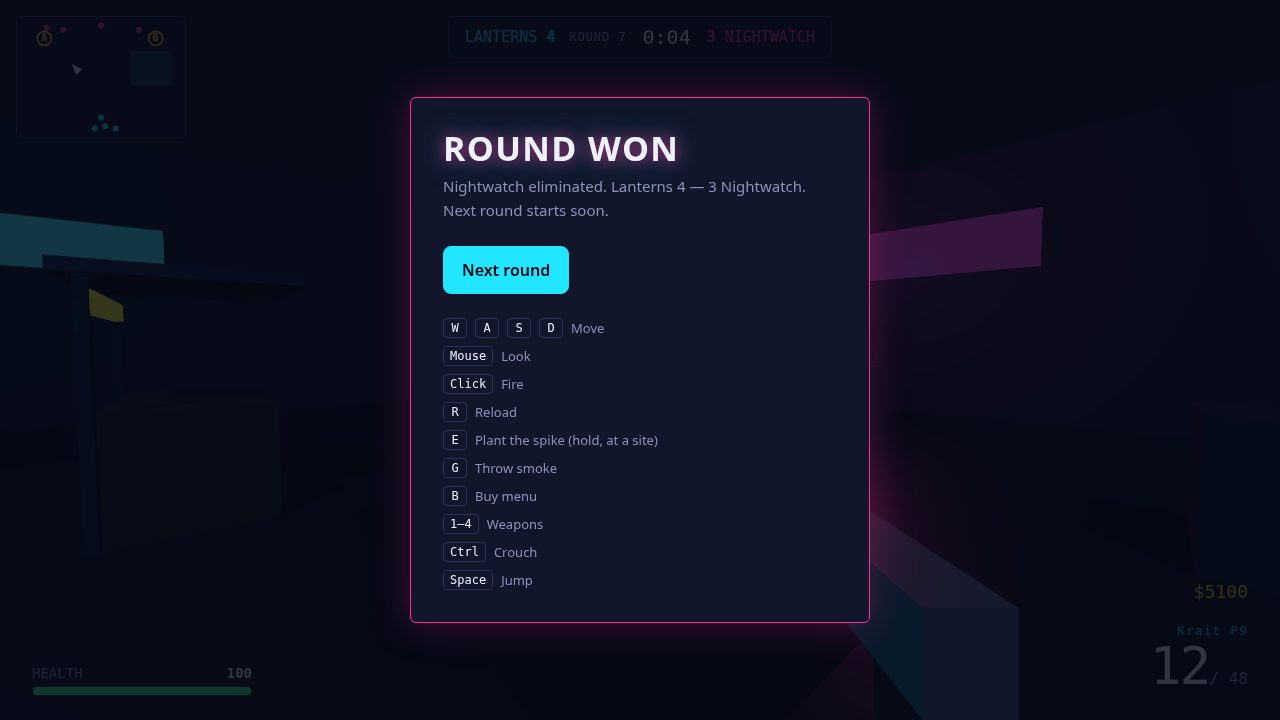 A B
LANTERNS 4 ROUND 7 0:04 3 NIGHTWATCH
ROUND WON
Nightwatch eliminated. Lanterns 4 — 3 Nightwatch.
Next round starts soon.
Next round
W A S D Move
Mouse Look
Click Fire
R Reload
E Plant the spike (hold, at a site)
G Throw smoke
B Buy menu
1–4 Weapons
Ctrl Crouch
Space Jump
$5100
Krait P9
12 / 48
HEALTH 100